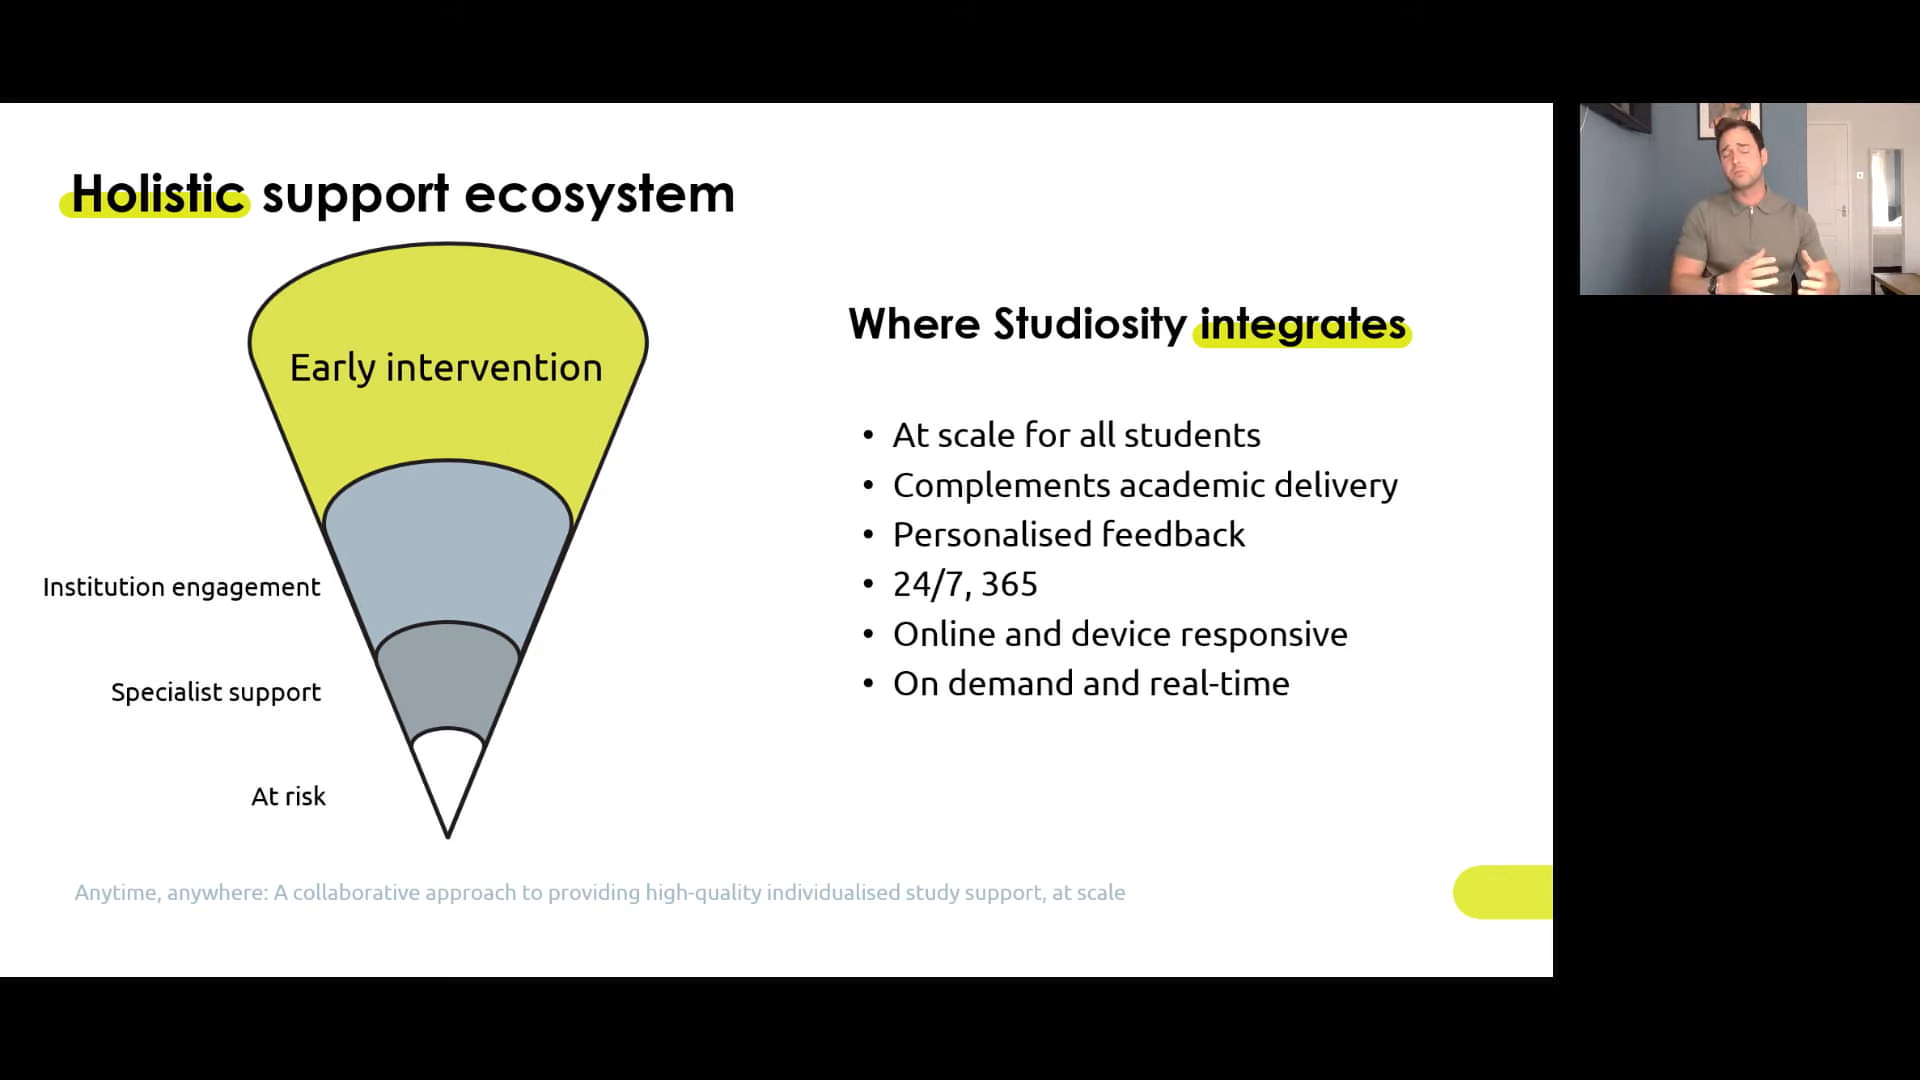 Holistic support ecosystem
Early intervention
Institution engagement
Specialist support
At risk
Where Studiosity integrates
• At scale for all students
• Complements academic delivery
• Personalised feedback
• 24/7, 365
• Online and device responsive
• On demand and real-time
Anytime, anywhere: A collaborative approach to providing high-quality individualised study support, at scale